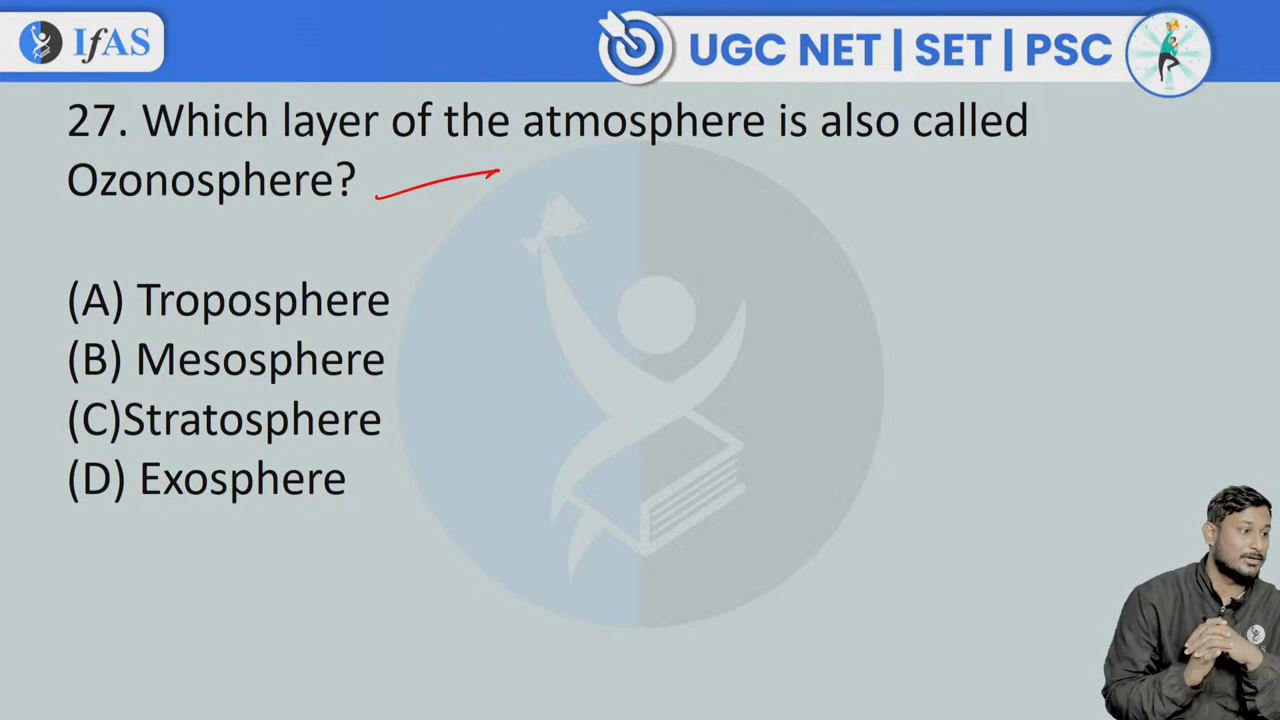 IfAS
UGC NET | SET | PSC
27. Which layer of the atmosphere is also called
Ozonosphere?
(A) Troposphere
(B) Mesosphere
(C)Stratosphere
(D) Exosphere